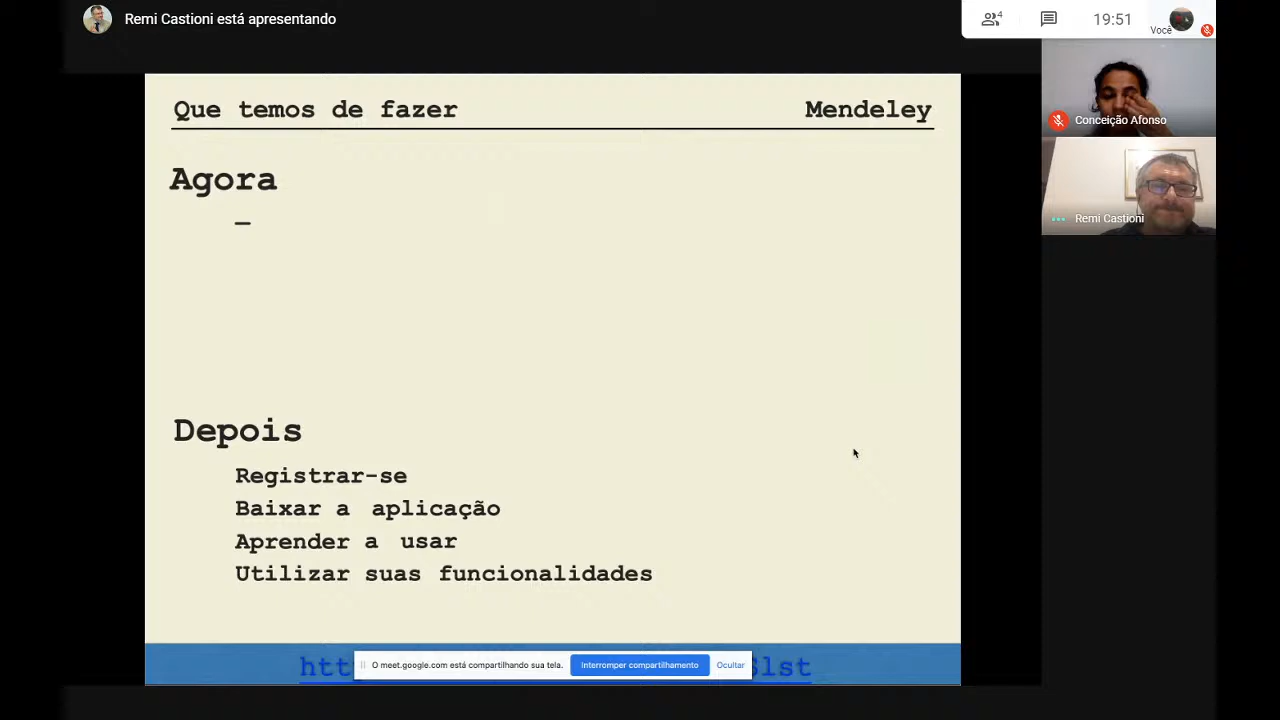 Remi Castioni está apresentando
4
19:51
Você
Que temos de fazer Mendeley
Conceição Afonso
Agora
Remi Castioni
–
Depois
Registrar-se
Baixar a aplicação
Aprender a usar
Utilizar suas funcionalidades
O meet.google.com está compartilhando sua tela. Interromper compartilhamento Ocultar